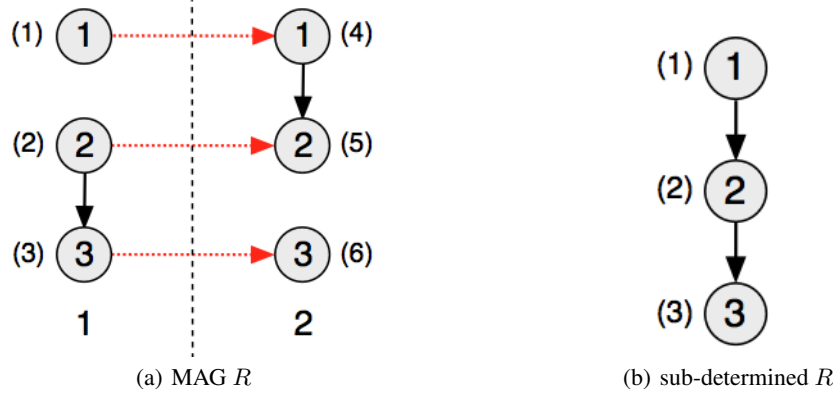 (1) 1 1 (4)
(2) 2 2 (5)
(3) 3 3 (6)
1 2
(a) MAG R
(1) 1
(2) 2
(3) 3
(b) sub-determined R